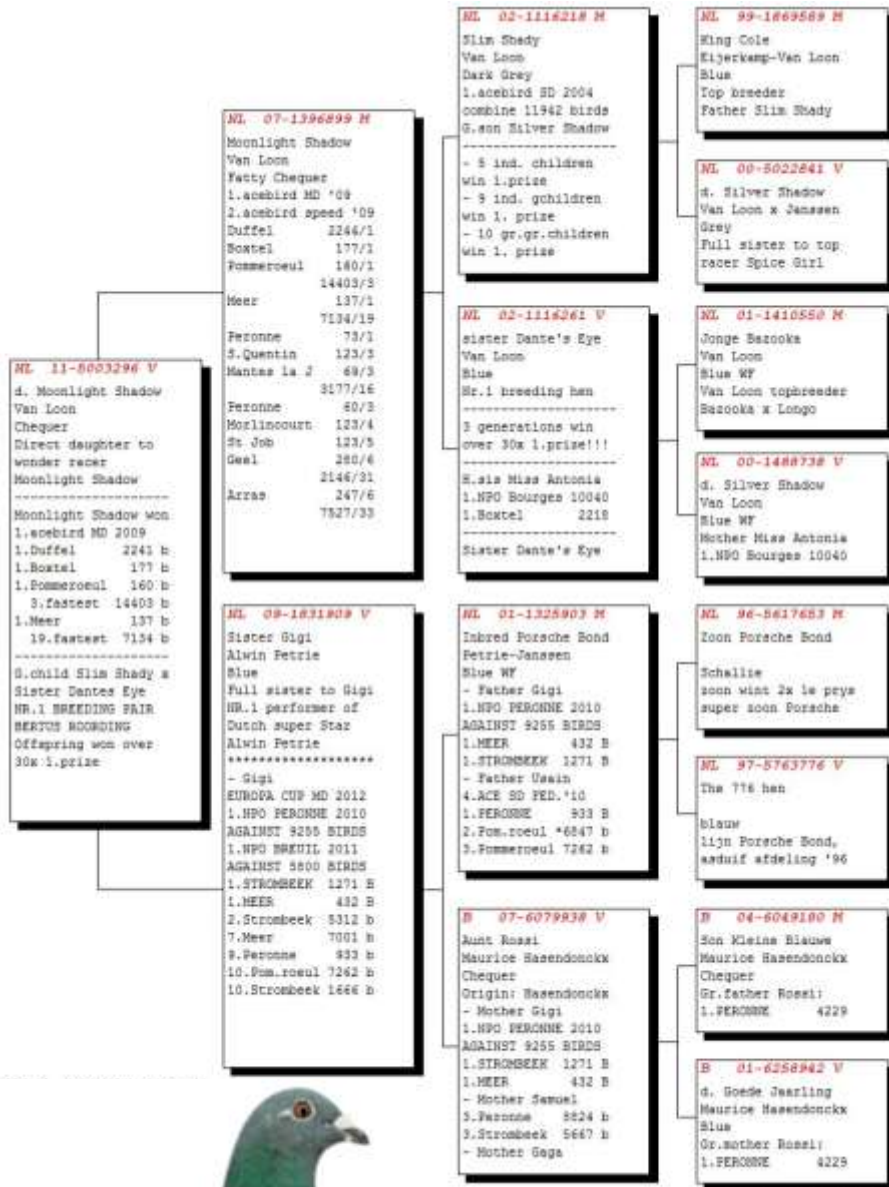 NL 11-5003296 V
d. Moonlight Shadow
Van Loon
Chequer
Direct daughter to
wonder racer
Moonlight Shadow
--------------------
Moonlight Shadow won
1.acebird MD 2009
1.Duffel 2241 b
1.Boxtel 177 b
1.Pommeroeul 160 b
3.fastest 14403 b
1.Meer 137 b
19.fastest 7134 b
--------------------
G.child Slim Shady x
Sister Dantes Eye
NR.1 BREEDING PAIR
BERTUS ROORDING
Offspring won over
30x 1.prize
NL 07-1396899 M
Moonlight Shadow
Van Loon
Fatty Chequer
1.acebird MD '09
2.acebird speed '09
Duffel 2244/1
Boxtel 177/1
Pommeroeul 160/1
14403/3
Meer 137/1
7134/19
Peronne 73/1
S.Quentin 123/3
Mantes la J 69/3
3177/16
Peronne 60/3
Morlincourt 123/4
St Job 123/5
Geel 280/6
2146/31
Arras 247/6
7527/33
NL 09-1831909 V
Sister Gigi
Alwin Petrie
Blue
Full sister to Gigi
NR.1 performer of
Dutch super Star
Alwin Petrie
*******************
- Gigi
EUROPA CUP MD 2012
1.NPO PERONNE 2010
AGAINST 9255 BIRDS
1.NPO BREUIL 2011
AGAINST 5800 BIRDS
1.STROMBEEK 1271 B
1.MEER 432 B
2.Strombeek 5312 b
7.Meer 7001 b
9.Peronne 933 b
10.Pom.roeul 7262 b
10.Strombeek 1666 b
NL 02-1116218 M
Slim Shady
Van Loon
Dark Grey
1.acebird SD 2004
combine 11942 birds
G.son Silver Shadow
-------------------
- 5 ind. children
win 1.prize
- 9 ind. gchildren
win 1. prize
- 10 gr.gr.children
win 1. prize
NL 02-1116261 V
sister Dante's Eye
Van Loon
Blue
Nr.1 breeding hen
-------------------
3 generations win
over 30x 1.prize!!!
-------------------
H.sis Miss Antonia
1.NPO Bourges 10040
1.Boxtel 2218
-------------------
Sister Dante's Eye
NL 01-1325903 M
Inbred Porsche Bond
Petrie-Janssen
Blue WF
- Father Gigi
1.NPO PERONNE 2010
AGAINST 9255 BIRDS
1.MEER 432 B
1.STROMBEEK 1271 B
- Father Usain
4.ACE SD FED.'10
1.PERONNE 933 B
2.Pom.roeul *6847 b
3.Pommeroeul 7262 b
B 07-6079938 V
Aunt Rossi
Maurice Hasendonckx
Chequer
Origin: Hasendonckx
- Mother Gigi
1.NPO PERONNE 2010
AGAINST 9255 BIRDS
1.STROMBEEK 1271 B
1.MEER 432 B
- Mother Samuel
3.Peronne 8824 b
3.Strombeek 5667 b
- Mother Gaga
NL 99-1869589 M
King Cole
Eijerkamp-Van Loon
Blue
Top breeder
Father Slim Shady
NL 00-5022841 V
d. Silver Shadow
Van Loon x Janssen
Grey
Full sister to top
racer Spice Girl
NL 01-1410550 M
Jonge Bazooka
Van Loon
Blue WF
Van Loon topbreeder
Bazooka x Longo
NL 00-1488738 V
d. Silver Shadow
Van Loon
Blue WF
Mother Miss Antonia
1.NPO Bourges 10040
NL 96-5617653 M
Zoon Porsche Bond
Schallie
zoon wint 2x 1e prys
super zoon Porsche
NL 97-5763776 V
The 776 hen
blauw
lijn Porsche Bond,
asduif afdeling '96
B 04-6049180 M
Son Kleine Blauwe
Maurice Hasendonckx
Chequer
Gr.father Rossi:
1.PERONNE 4229
B 01-6258942 V
d. Goede Jaarling
Maurice Hasendonckx
Blue
Gr.mother Rossi:
1.PERONNE 4229